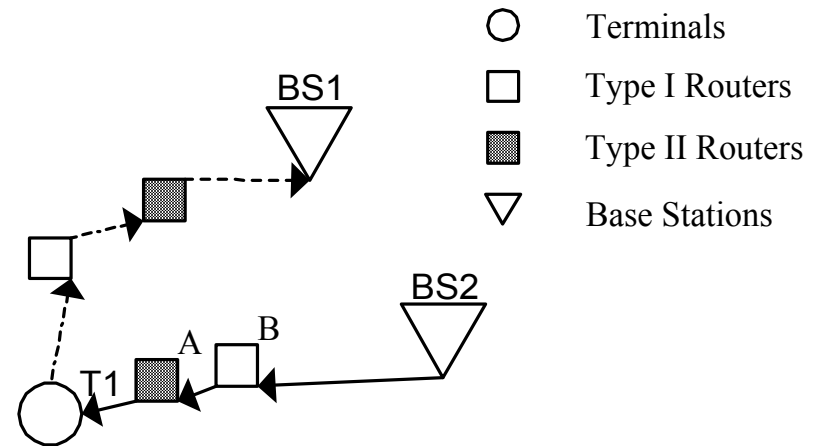 Terminals
BS1
Type I Routers
Type II Routers
Base Stations
BS2
B
A
T1